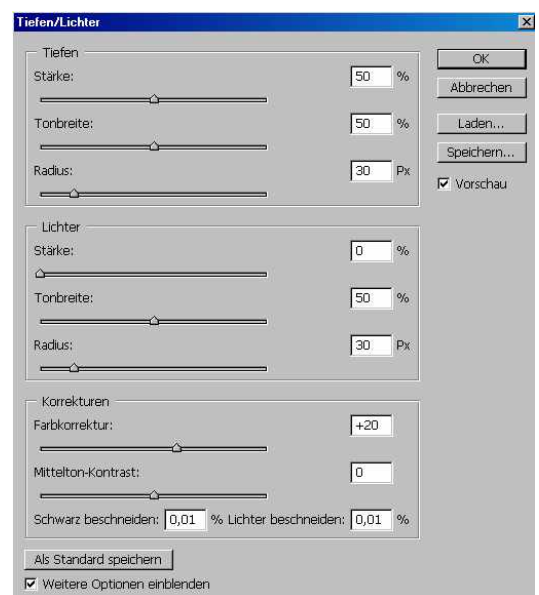 Tiefen/Lichter
Tiefen
Stärke: 50 %
Tonbreite: 50 %
Radius: 30 Px
Lichter
Stärke: 0 %
Tonbreite: 50 %
Radius: 30 Px
Korrekturen
Farbkorrektur: +20
Mittelton-Kontrast: 0
Schwarz beschneiden: 0,01 % Lichter beschneiden: 0,01 %
Als Standard speichern
Weitere Optionen einblenden
OK
Abbrechen
Laden...
Speichern...
Vorschau